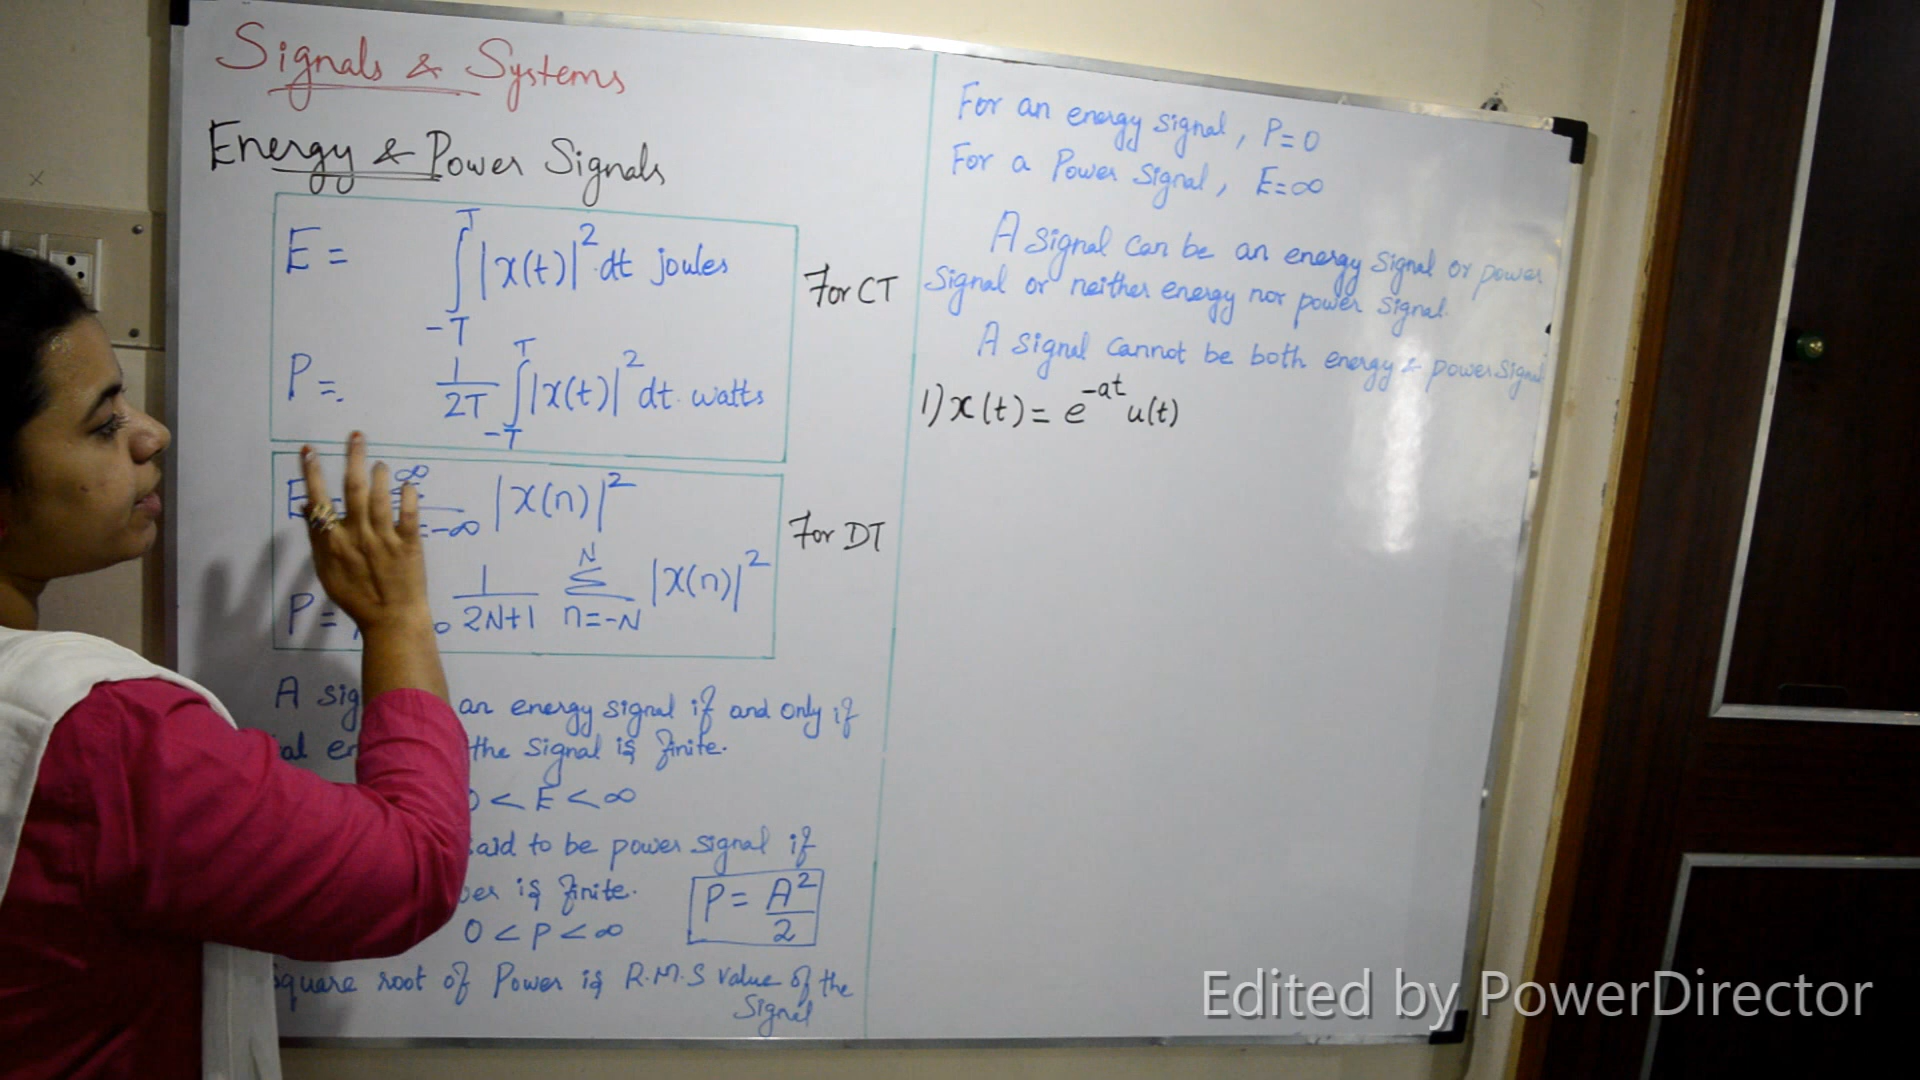 Signals & Systems
Energy & Power Signals
E = ∫ |x(t)|² dt joules
T
-T
For CT
P = 1/2T ∫ |x(t)|² dt. watts
T
-T
E = ∞ |x(n)|²
=-∞
For DT
P = 1/2N+1 Σ |x(n)|²
N
n=-N
A an energy signal if and only if
the signal is finite.
< E < ∞
to be power signal if
is finite.
P = A²/2
0 < P < ∞
square root of Power is R.M.S value of the
Signal
For an energy signal, P=0
For a Power signal, E=∞
A signal can be an energy signal or power
signal or neither energy nor power signal.
A signal cannot be both energy & power signal
1) x(t) = e^-at u(t)
Edited by PowerDirector